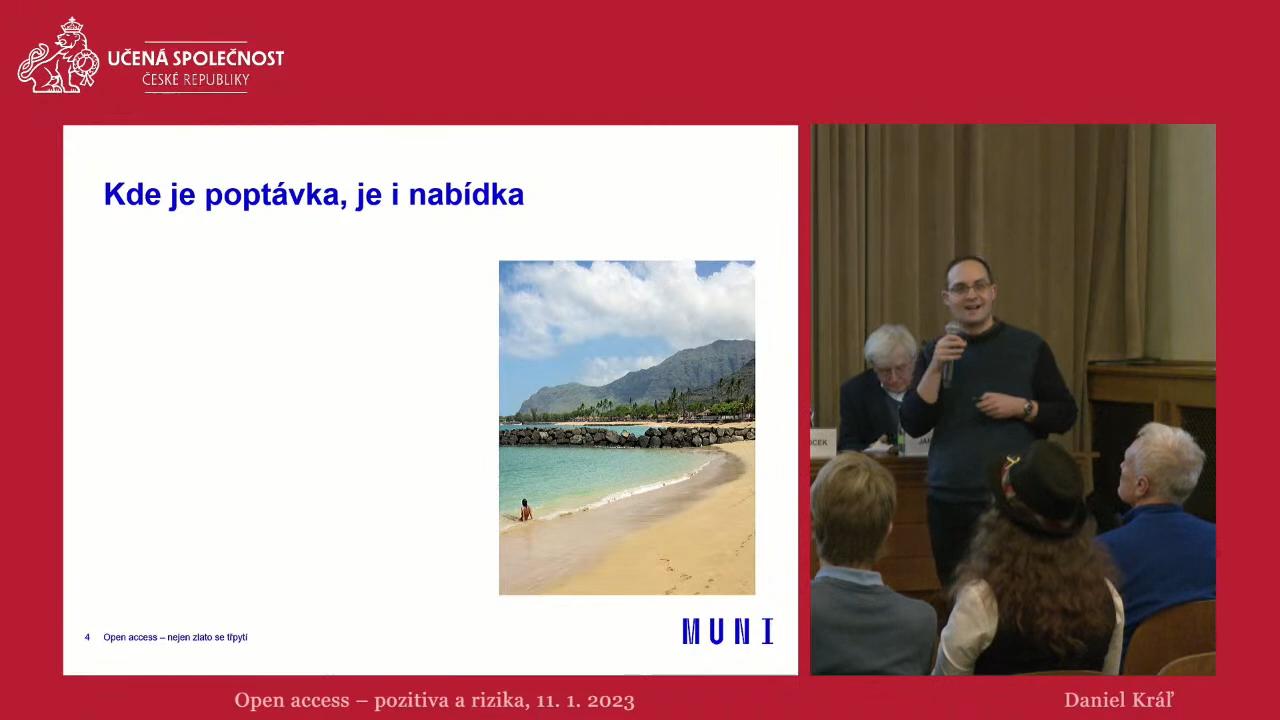 UČENÁ SPOLEČNOST
ČESKÉ REPUBLIKY
Kde je poptávka, je i nabídka
4 Open access – nejen zlato se třpytí
MUNI
Open access – pozitiva a rizika, 11. 1. 2023
Daniel Kráľ